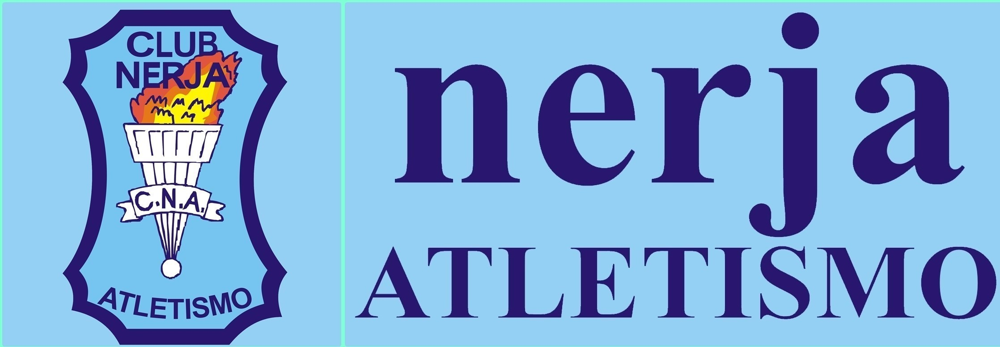 CLUB
NERJA
C.N.A.
ATLETISMO
nerja
ATLETISMO